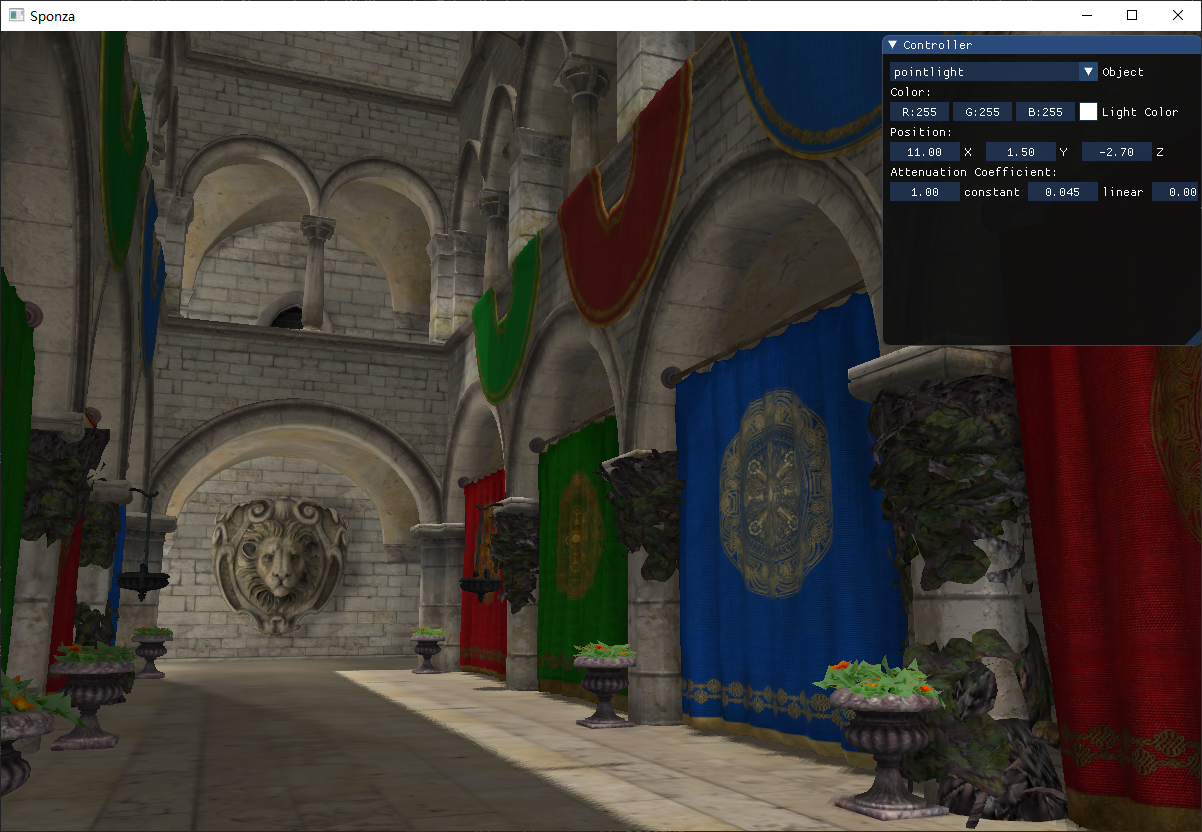 Sponza
Controller
pointlight Object
Color:
R:255 G:255 B:255 Light Color
Position:
11.00 X 1.50 Y -2.70 Z
Attenuation Coefficient:
1.00 constant 0.045 linear 0.00